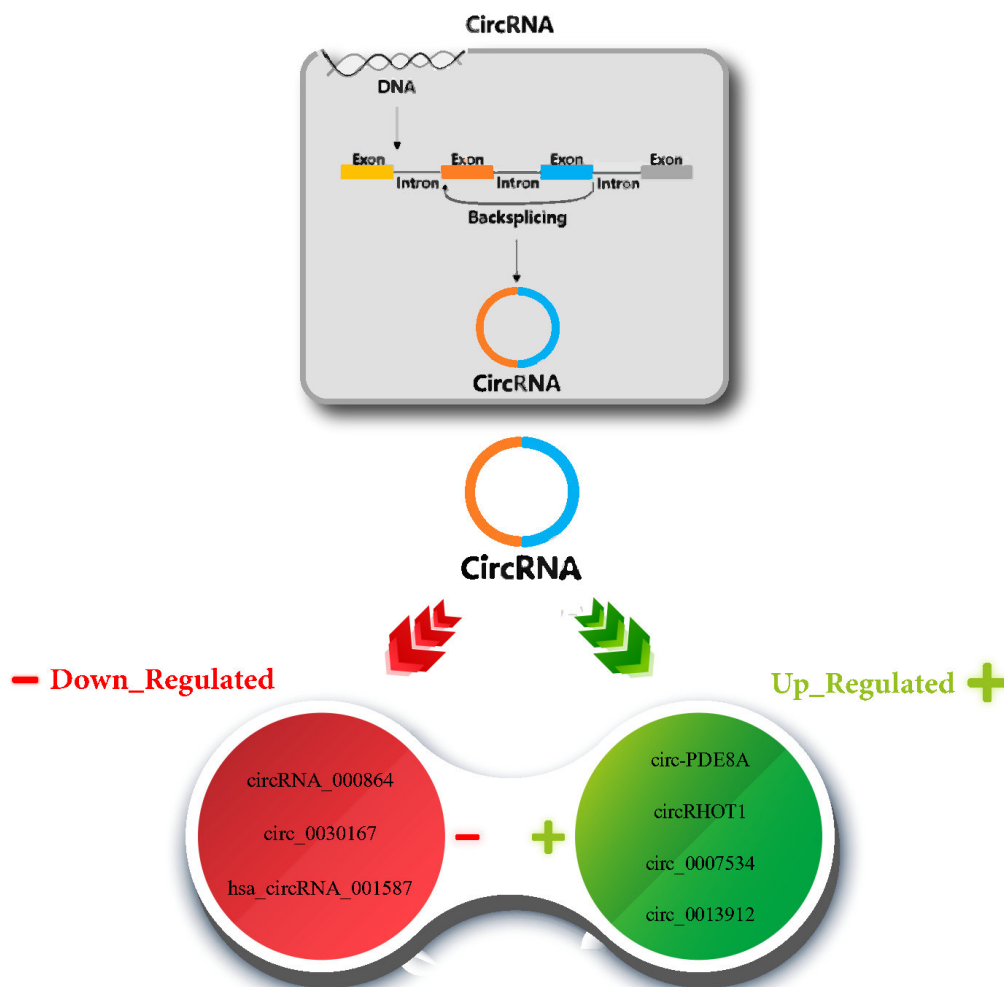 CircRNA
DNA
Exon Exon Exon Exon
Intron Intron Intron
Backsplicing
CircRNA
CircRNA
− Down_Regulated
Up_Regulated +
circRNA_000864
circ_0030167
hsa_circRNA_001587
− +
circ-PDE8A
circRHOT1
circ_0007534
circ_0013912